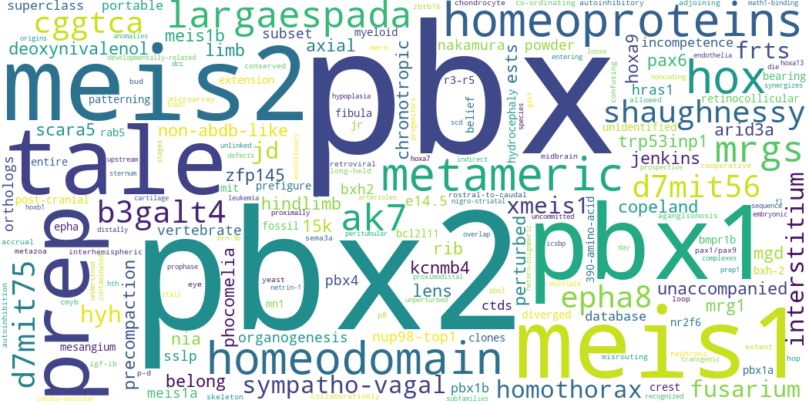 superclass portable largaespada zbtb16 chondrocyte co-ordinating autoinhibitory adjoining math1-binding
origins cggtca meis1b subset myeloid homeoproteins
anomalies developmentally-related mere
deoxynivalenol limb axial nakamura powder incompetence frts
dcc conserved bud extension chronotropic ests hoxa9 pax6 hox die hoxa13
meis2 pbx entering loose noncoding bearing
patterning microarray r3-r5 hras1 allowed synergizes
hypoplasia fibula belief species confusing retinocollicular endothelia
scara5 rab5 non-abdb-like jr scd hydrocephaly unidentified shaughnessy
orthologs entire upstream unlinked jd retroviral hoxa7 indirect midbrain trp53inp1 arid3a
tale stages defects zfp145 long-held metameric prospective jenkins mrgs
sternum mit prefigure bxh2 arterioles rostral-to-caudal cooperative d7mit56
post-cranial cartilage leukemia hindlimb e14.5 nigro-striatal sequence f1
epha hoxb1 proximally fossil 15k ak7 xmeis1 uncommitted copeland embryonic
accrual prep distally b3galt4 vertebrate sema3a bcl2l11 overlap icsbp aganglionosis interstitium
metazoa interhemispheric peritubular rib perturbed 390-amino-acid bmpr1b pax1/pax9 mgd
pbx2 phocomelia pbx4 proximodistal kcnmb4 pbx1 day complexes prep1 bxh-2
autoinhibition d7mit75 prophase yeast netrin-1 lens epha8 unaccompanied
hth eye mn1 unperturbed ctds multiple loop
cmyb hyh precompaction nia organogenesis p8 diverged mrg1 nr2f6 extent
mesangium sslp nup98-top1 clones database misrouting nephrons hop
igf-ib p-d homeodomain meis1 transgenic
belong sympatho-vagal pbx1b homothorax crest pbx1a
meis1a skeleton collaboratively subfamilies recognized fusarium